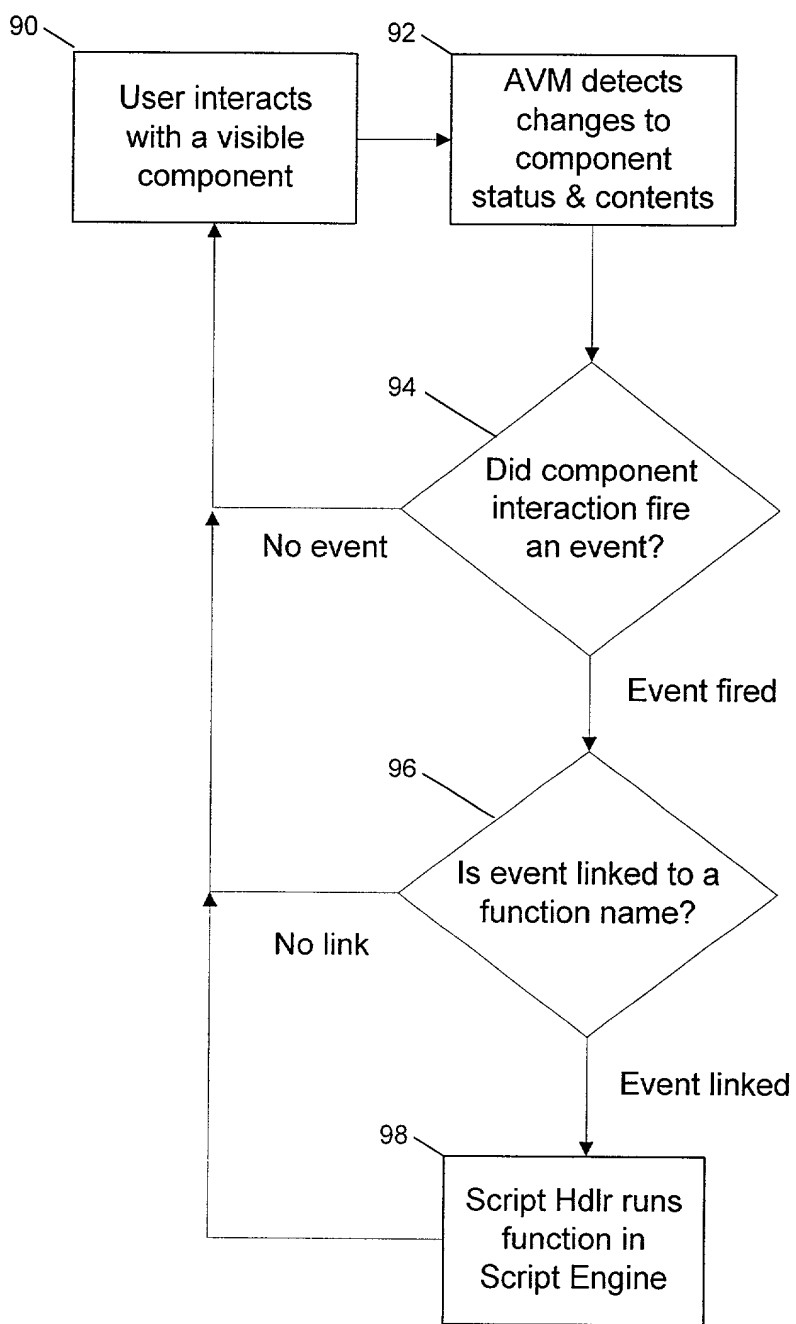 90
User interacts
with a visible
component
92
AVM detects
changes to
component
status & contents
94
Did component
interaction fire
an event?
No event
Event fired
96
Is event linked to a
function name?
No link
Event linked
98
Script Hdlr runs
function in
Script Engine